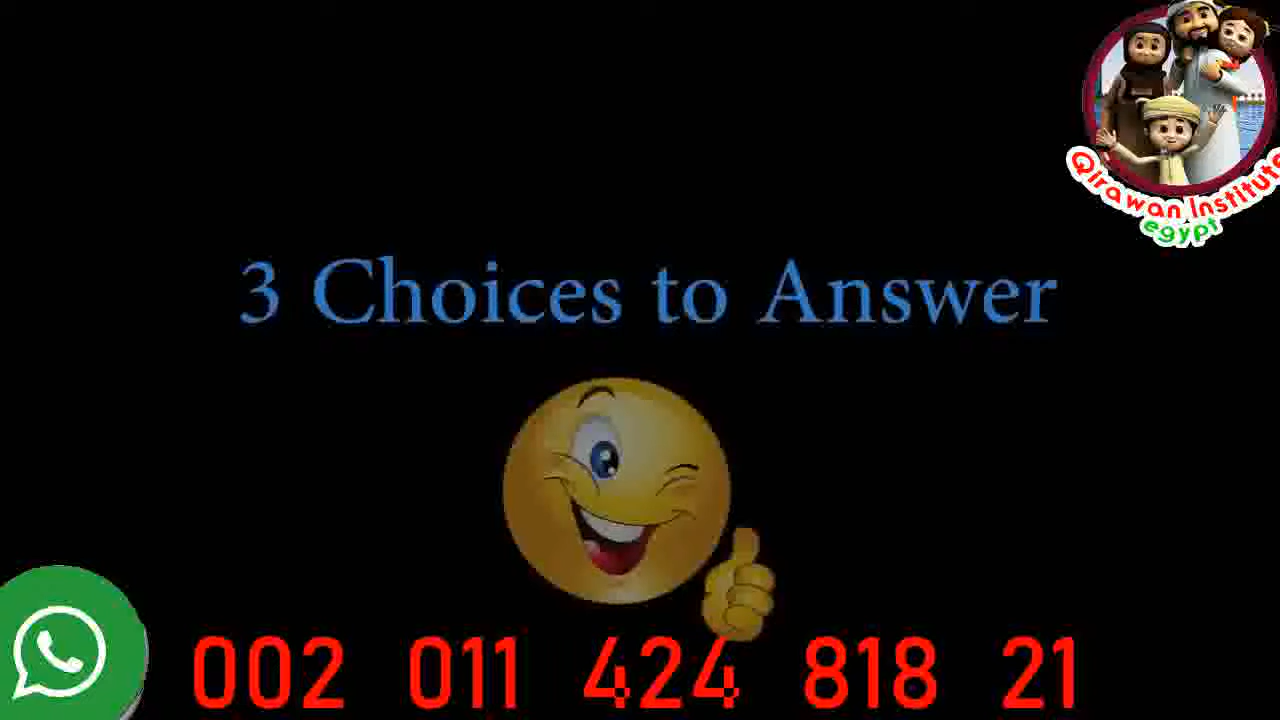 Qirawan Institute
egypt
3 Choices to Answer
002 011 424 818 21